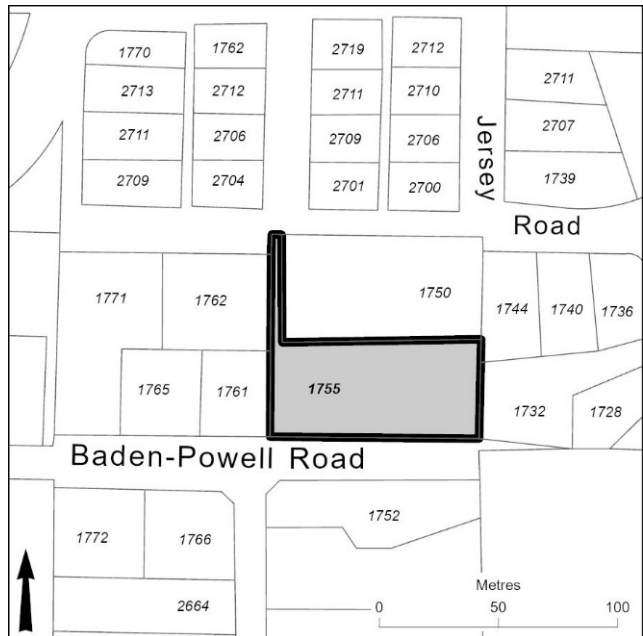 1770 1762 2719 2712
2713 2712 2711 2710 2711
2711 2706 2709 2706 2707
2709 2704 2701 2700 1739
Jersey
Road
1771 1762 1750 1744 1740 1736
1765 1761 1755 1732 1728
Baden-Powell Road
1752
1772 1766
2664
Metres
0 50 100